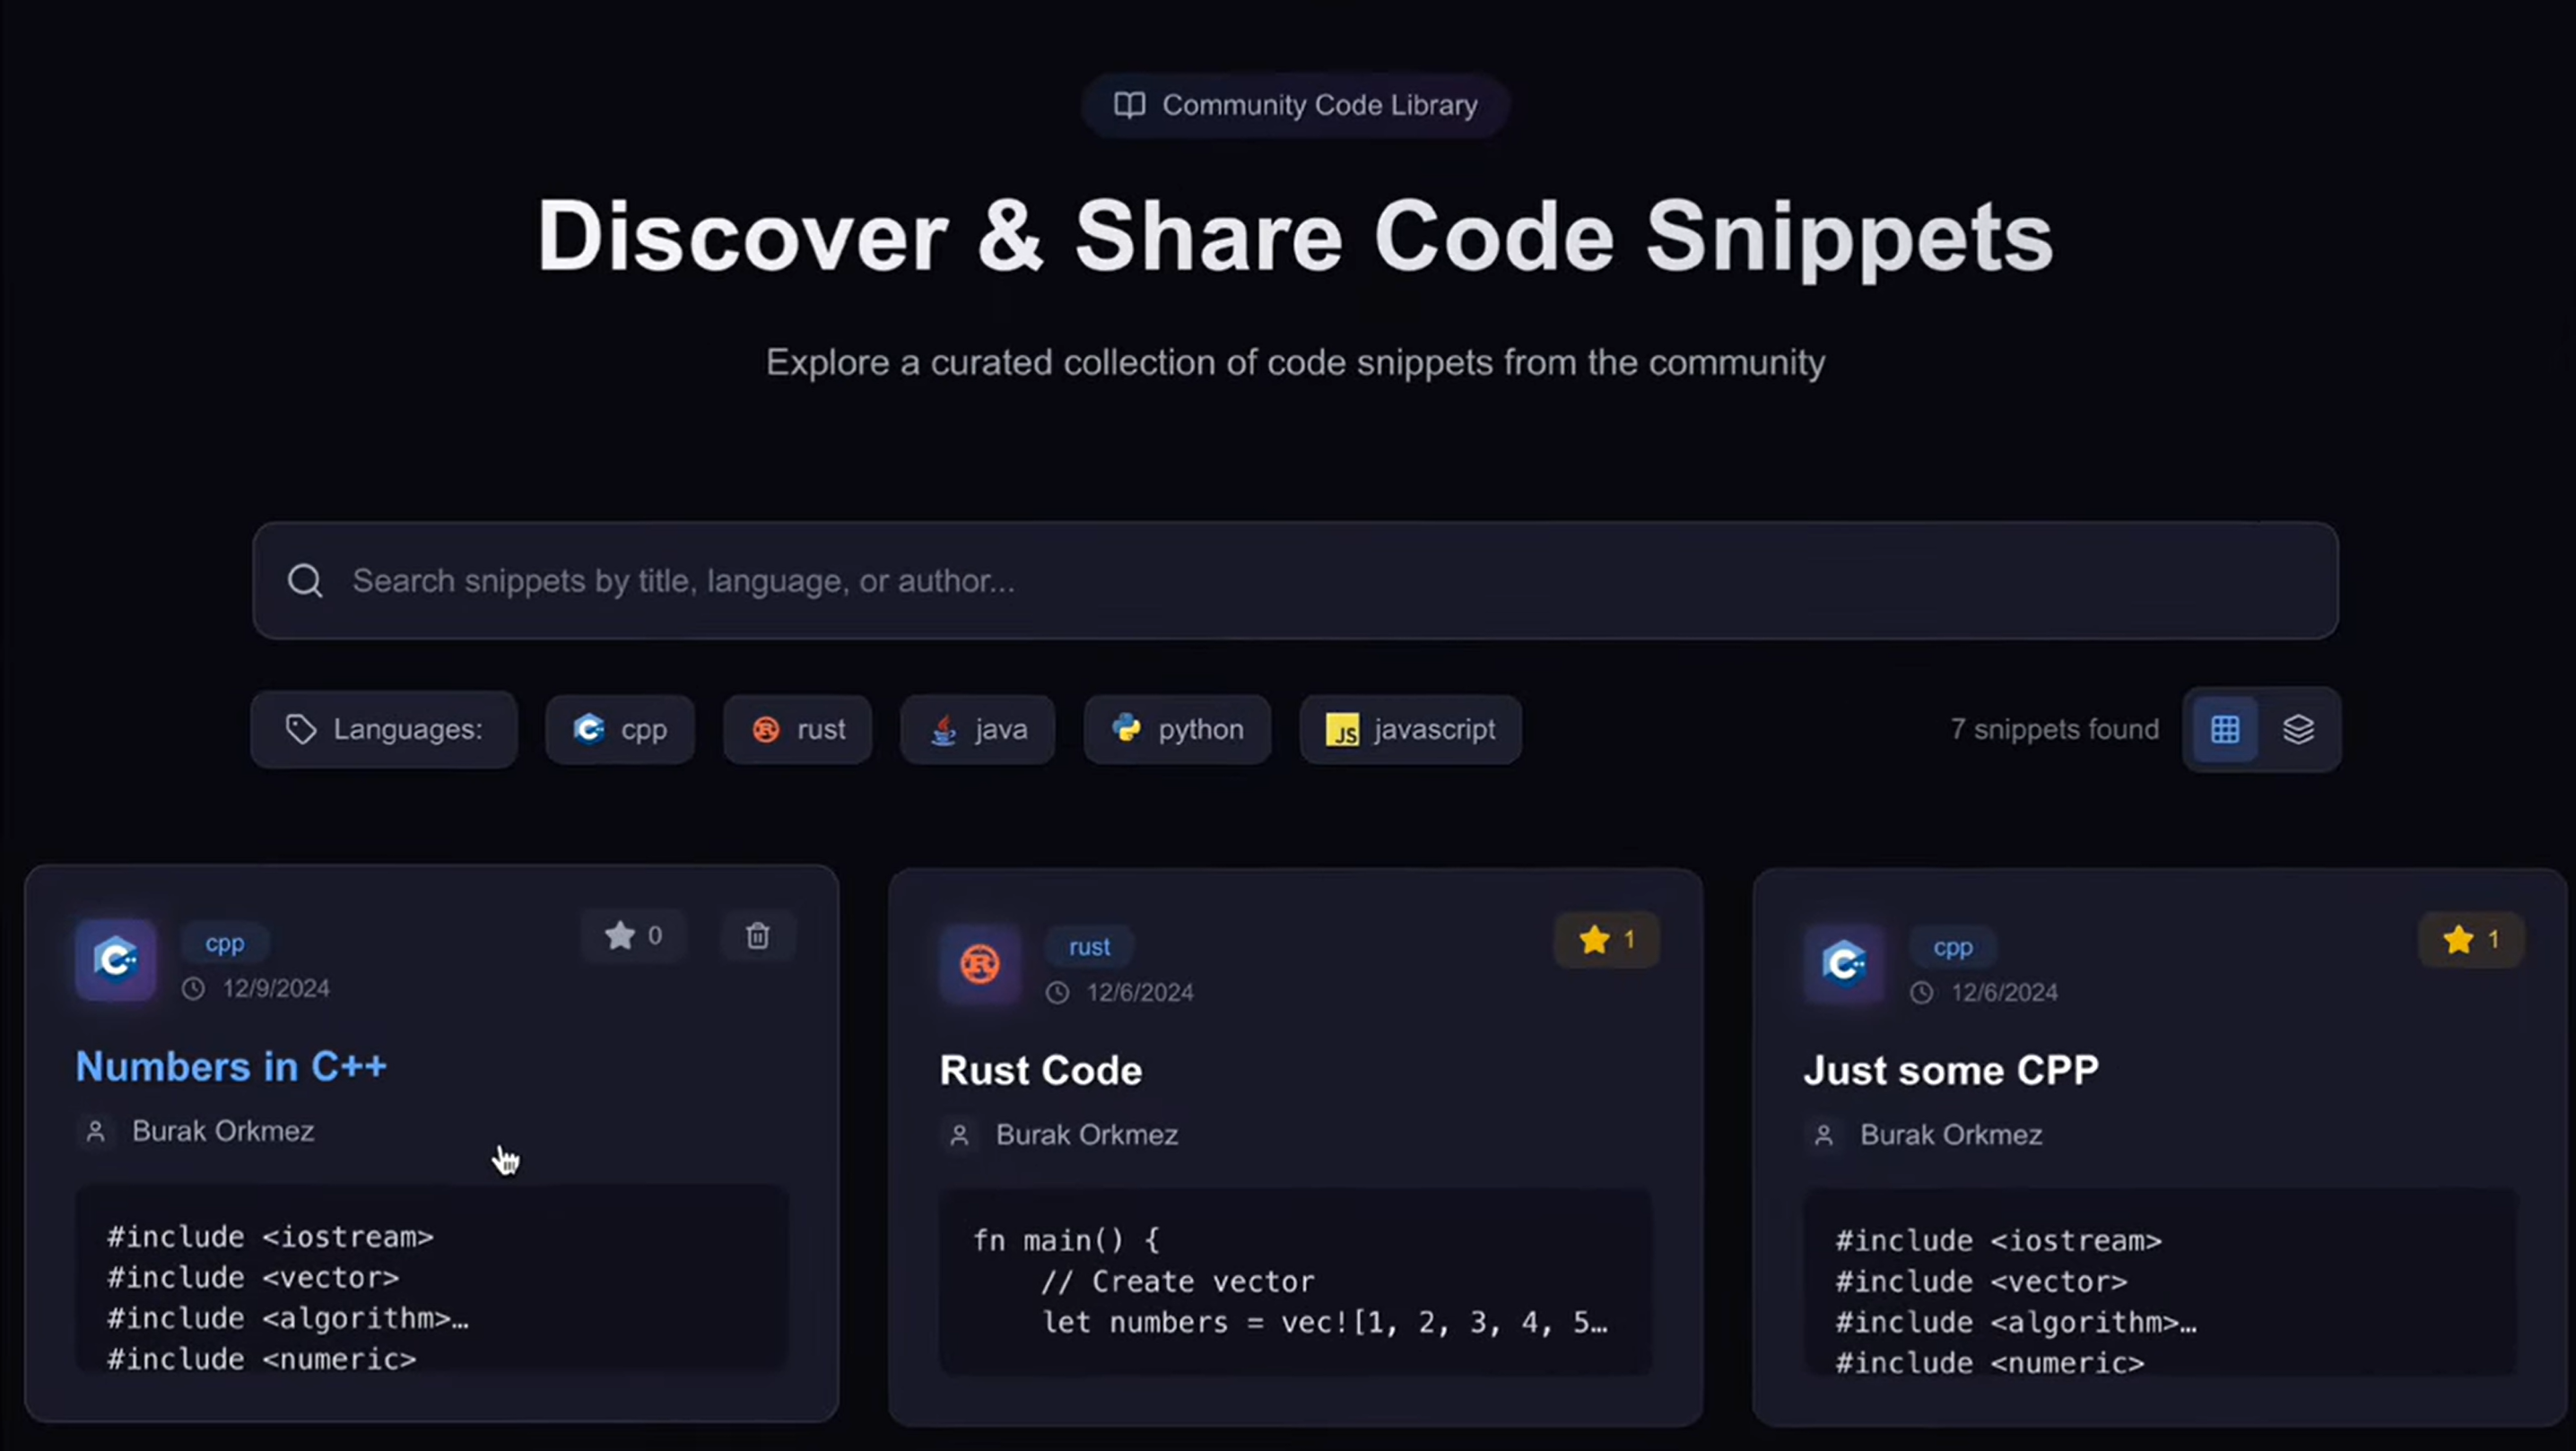 Community Code Library
Discover & Share Code Snippets
Explore a curated collection of code snippets from the community
Search snippets by title, language, or author...
Languages:
cpp
rust
java
python
JS javascript
7 snippets found
cpp
0
12/9/2024
Numbers in C++
Burak Orkmez
#include <iostream>
#include <vector>
#include <algorithm>…
#include <numeric>
rust
1
12/6/2024
Rust Code
Burak Orkmez
fn main() {
    // Create vector
    let numbers = vec![1, 2, 3, 4, 5…
cpp
1
12/6/2024
Just some CPP
Burak Orkmez
#include <iostream>
#include <vector>
#include <algorithm>…
#include <numeric>